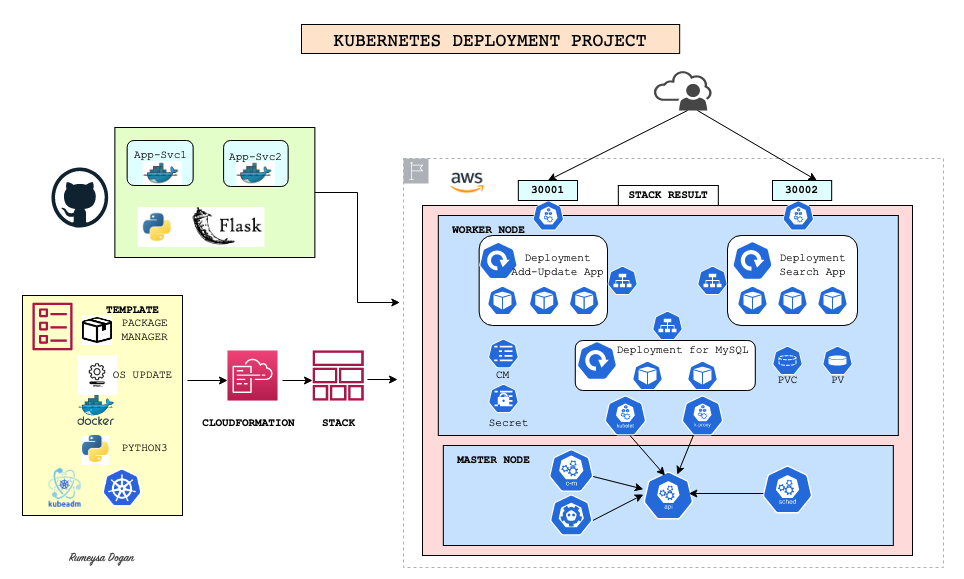 KUBERNETES DEPLOYMENT PROJECT
App-Svc1
App-Svc2
Flask
aws
30001
30002
STACK RESULT
WORKER NODE
Deployment
Add-Update App
Deployment
Search App
TEMPLATE
PACKAGE
MANAGER
OS UPDATE
docker
PYTHON3
kubeadm
CLOUDFORMATION
STACK
Deployment for MySQL
CM
Secret
PVC
PV
kubelet
k-proxy
MASTER NODE
c-m
api
sched
Rumeysa Dogan